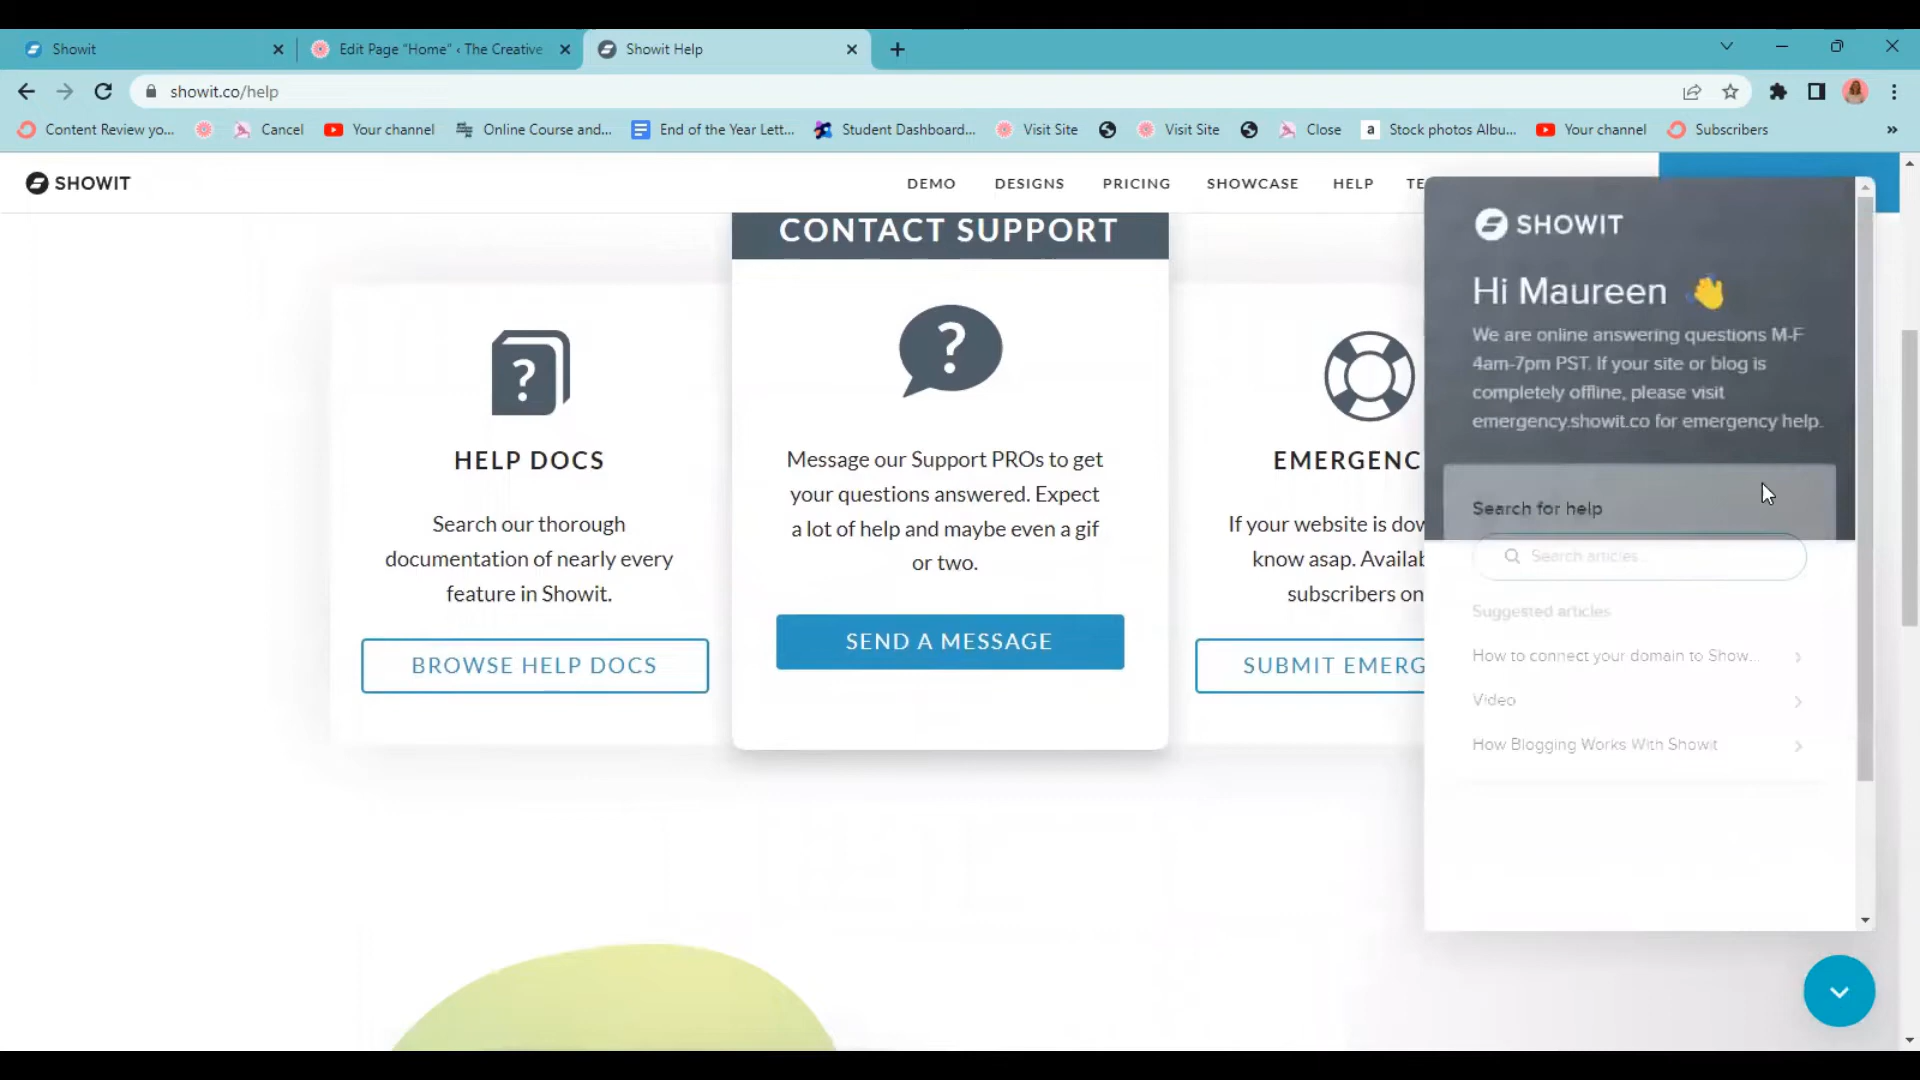 Showit
Edit Page "Home" ‹ The Creative
Showit Help
showit.co/help
Content Review yo...
Cancel
Your channel
Online Course and...
End of the Year Lett...
Student Dashboard...
Visit Site
Visit Site
Close
a
Stock photos Albu...
Your channel
Subscribers
»
SHOWIT
DEMO
DESIGNS
PRICING
SHOWCASE
HELP
TE
CONTACT SUPPORT
?
Message our Support PROs to get
your questions answered. Expect
a lot of help and maybe even a gif
or two.
SEND A MESSAGE
?
HELP DOCS
Search our thorough
documentation of nearly every
feature in Showit.
BROWSE HELP DOCS
EMERGENC
If your website is dow
know asap. Availab
subscribers on
SUBMIT EMERG
SHOWIT
Hi Maureen 👋
We are online answering questions M-F
4am-7pm PST. If your site or blog is
completely offline, please visit
emergency.showit.co for emergency help.
Search for help
Search articles...
Suggested articles
How to connect your domain to Show...
Video
How Blogging Works With Showit